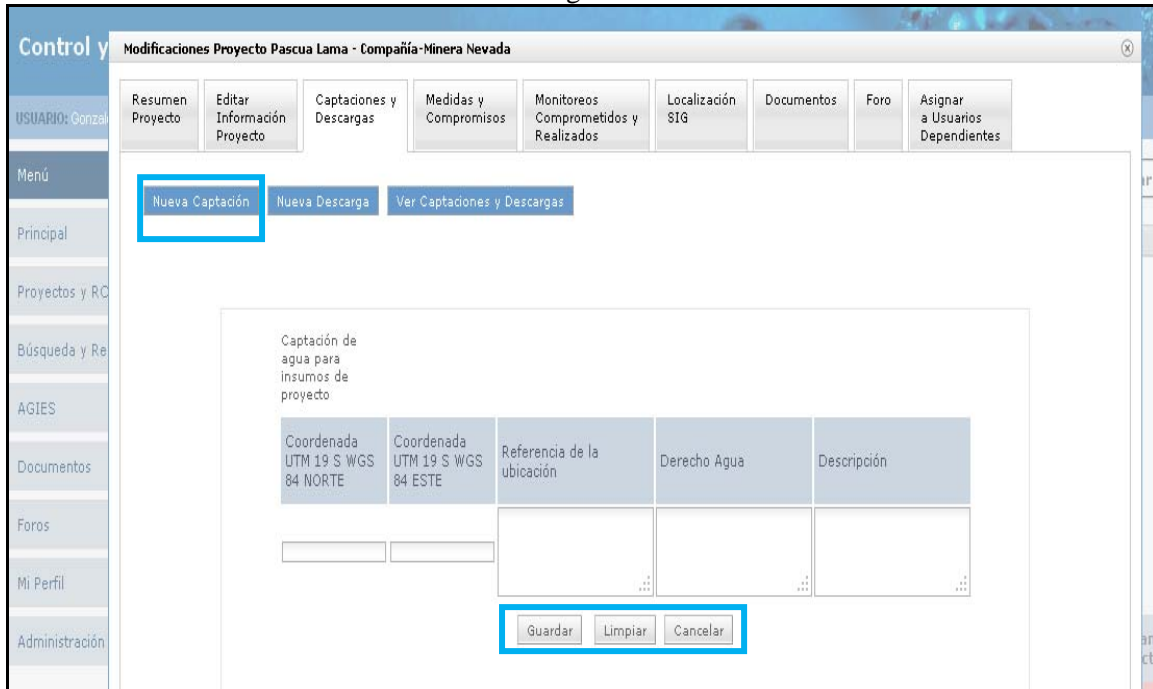 Control y
Modificaciones Proyecto Pascua Lama - Compañía-Minera Nevada
USUARIO:
Resumen
Proyecto
Editar
Información
Proyecto
Captaciones y
Descargas
Medidas y
Compromisos
Monitoreos
Comprometidos y
Realizados
Localización
SIG
Documentos
Foro
Asignar
a Usuarios
Dependientes
Menú
Principal
Proyectos y RC
Búsqueda y Re
AGIES
Documentos
Foros
Mi Perfil
Administración
Nueva Captación
Nueva Descarga
Ver Captaciones y Descargas
Captación de
agua para
insumos de
proyecto
Coordenada
UTM 19 S WGS
84 NORTE
Coordenada
UTM 19 S WGS
84 ESTE
Referencia de la
ubicación
Derecho Agua
Descripción
Guardar
Limpiar
Cancelar